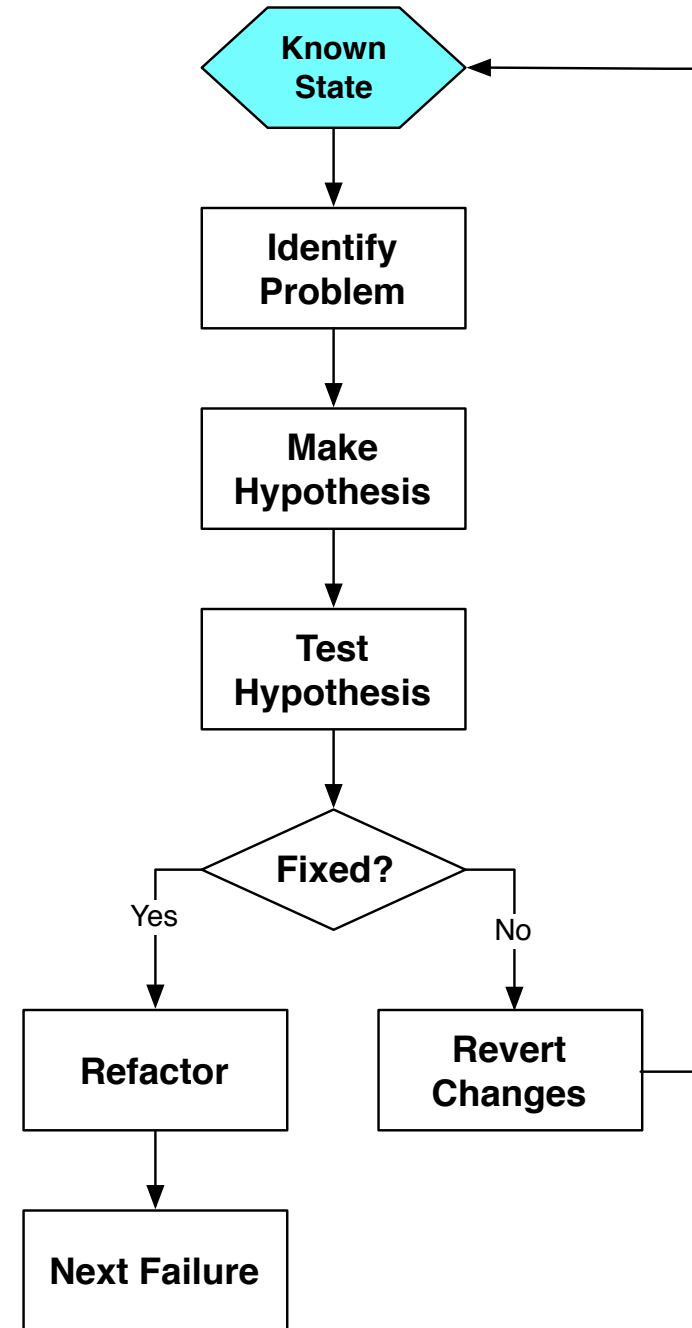 Known
State
Identify
Problem
Make
Hypothesis
Test
Hypothesis
Fixed?
Yes
No
Refactor
Revert
Changes
Next Failure